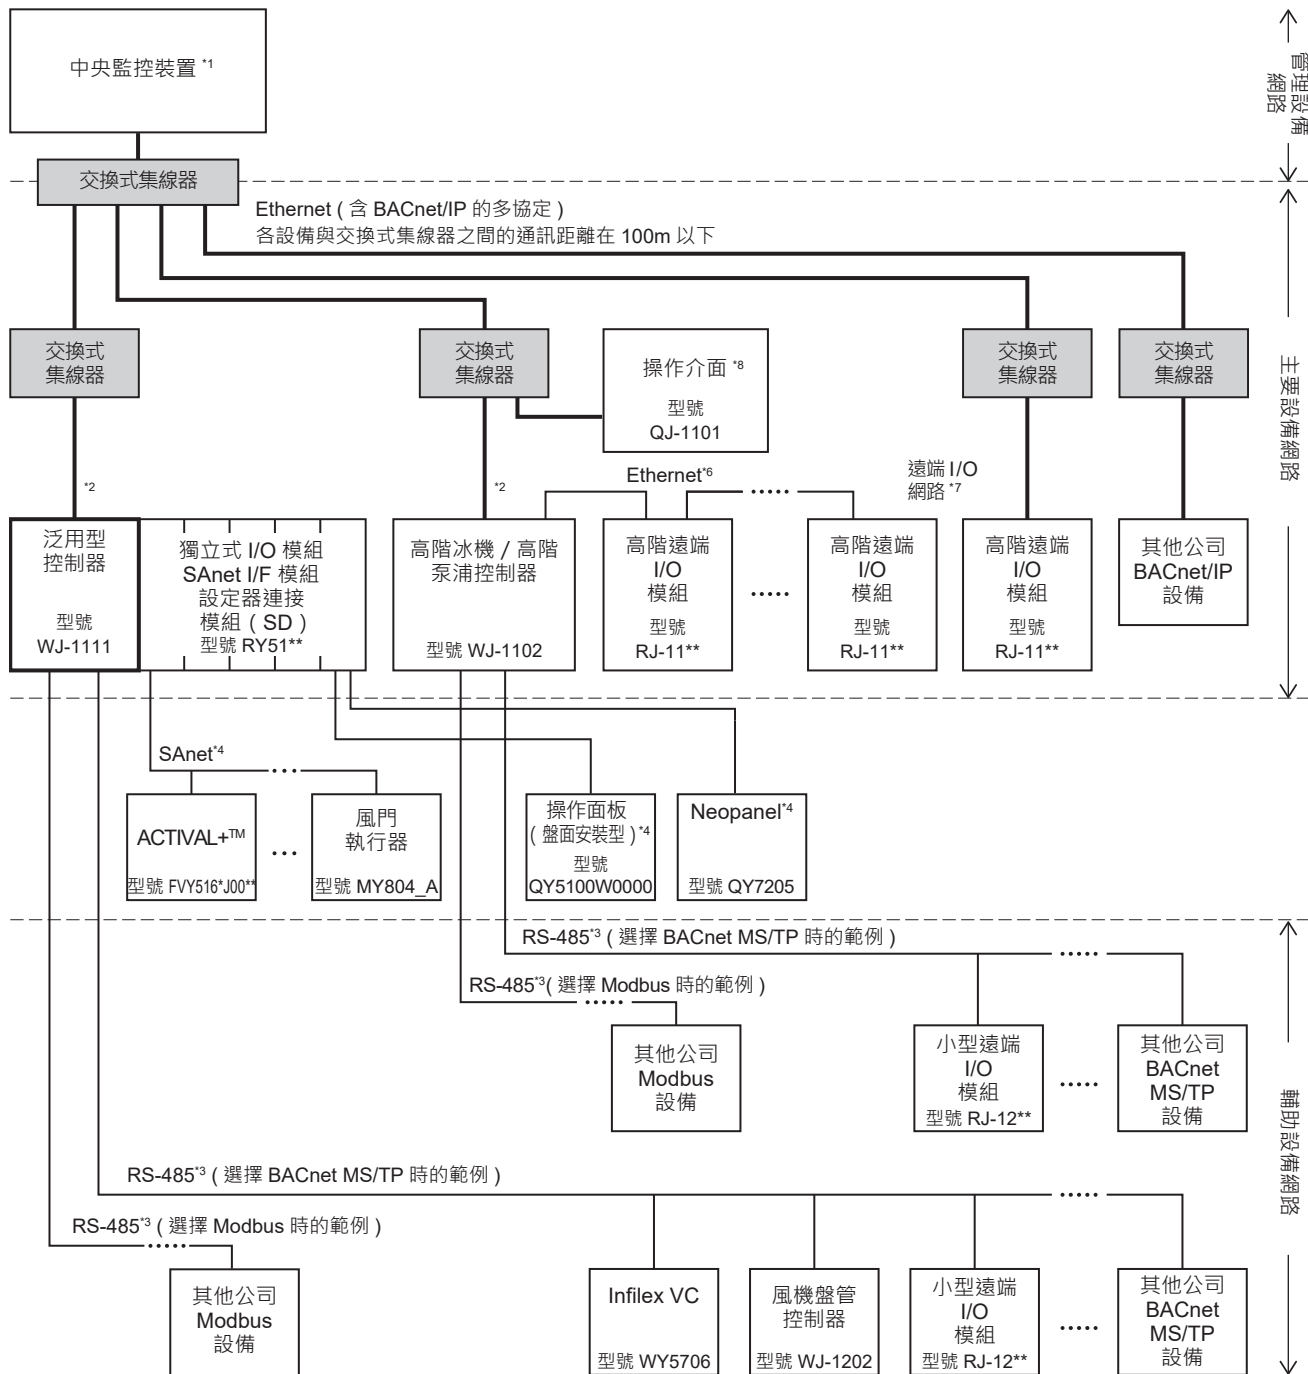 中央監控裝置 *1
管理設備
網路
交換式集線器
Ethernet ( 含 BACnet/IP 的多協定 )
各設備與交換式集線器之間的通訊距離在 100m 以下
交換式
集線器
交換式
集線器
操作介面 *8
型號
QJ-1101
交換式
集線器
交換式
集線器
主要設備網路
*2
*2
Ethernet*6
遠端 I/O
網路 *7
泛用型
控制器
型號
WJ-1111
獨立式 I/O 模組
SAnet I/F 模組
設定器連接
模組 ( SD )
型號 RY51**
高階冰機 / 高階
泵浦控制器
型號 WJ-1102
高階遠端
I/O
模組
型號
RJ-11**
高階遠端
I/O
模組
型號
RJ-11**
高階遠端
I/O
模組
型號
RJ-11**
其他公司
BACnet/IP
設備
SAnet*4
ACTIVAL+TM
型號 FVY516*J00**
風門
執行器
型號 MY804_A
操作面板
( 盤面安裝型 ) *4
型號
QY5100W0000
Neopanel*4
型號 QY7205
RS-485*3 ( 選擇 BACnet MS/TP 時的範例 )
RS-485*3( 選擇 Modbus 時的範例 )
其他公司
Modbus
設備
小型遠端
I/O
模組
型號 RJ-12**
其他公司
BACnet
MS/TP
設備
輔助設備網路
RS-485*3 ( 選擇 BACnet MS/TP 時的範例 )
RS-485*3 ( 選擇 Modbus 時的範例 )
其他公司
Modbus
設備
Infilex VC
型號 WY5706
風機盤管
控制器
型號 WJ-1202
小型遠端
I/O
模組
型號 RJ-12**
其他公司
BACnet
MS/TP
設備